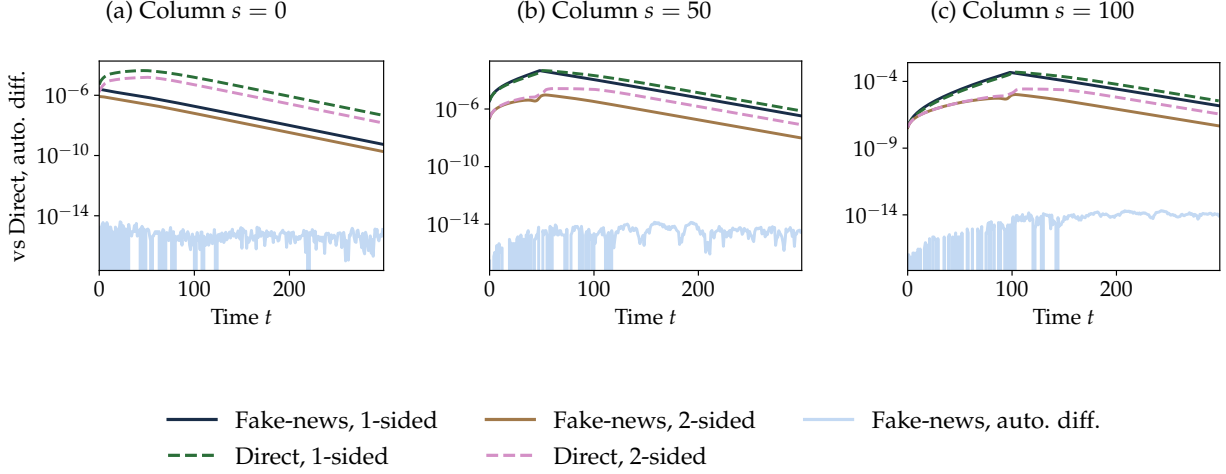 (a) Column s = 0
(b) Column s = 50
(c) Column s = 100
vs Direct, auto. diff.
10⁻⁶
10⁻¹⁰
10⁻¹⁴
0 100 200
Time t
10⁻⁶
10⁻¹⁰
10⁻¹⁴
0 100 200
Time t
10⁻⁴
10⁻⁹
10⁻¹⁴
0 100 200
Time t
Fake-news, 1-sided
Fake-news, 2-sided
Fake-news, auto. diff.
Direct, 1-sided
Direct, 2-sided